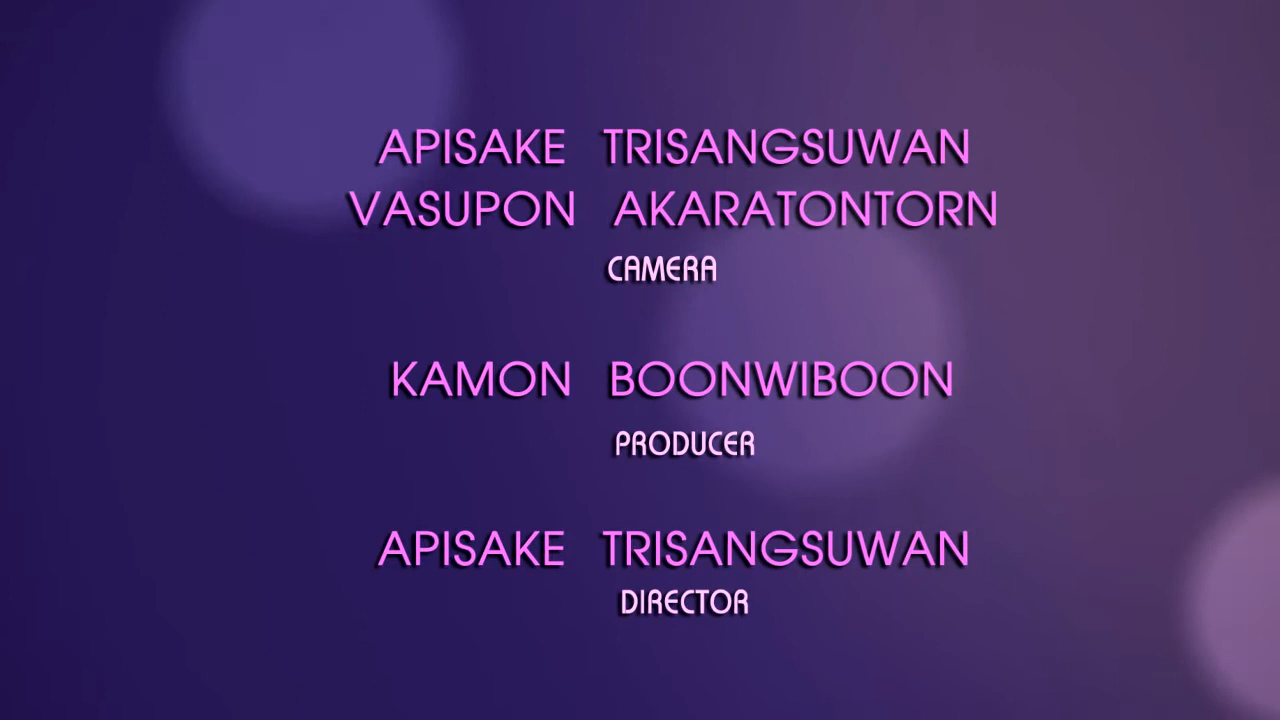 APISAKE TRISANGSUWAN
VASUPON AKARATONTORN
CAMERA
KAMON BOONWIBOON
PRODUCER
APISAKE TRISANGSUWAN
DIRECTOR